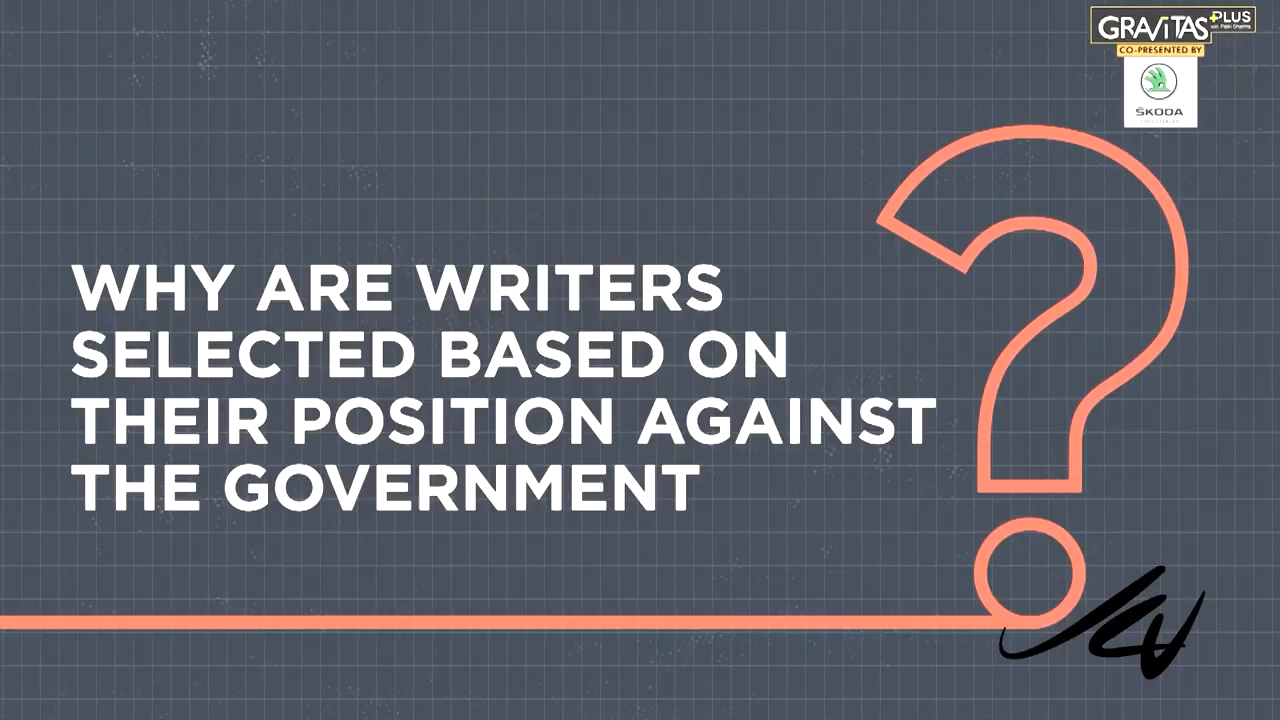 GRAVITAS PLUS
CO-PRESENTED BY
ŠKODA
WHY ARE WRITERS
SELECTED BASED ON
THEIR POSITION AGAINST
THE GOVERNMENT
?